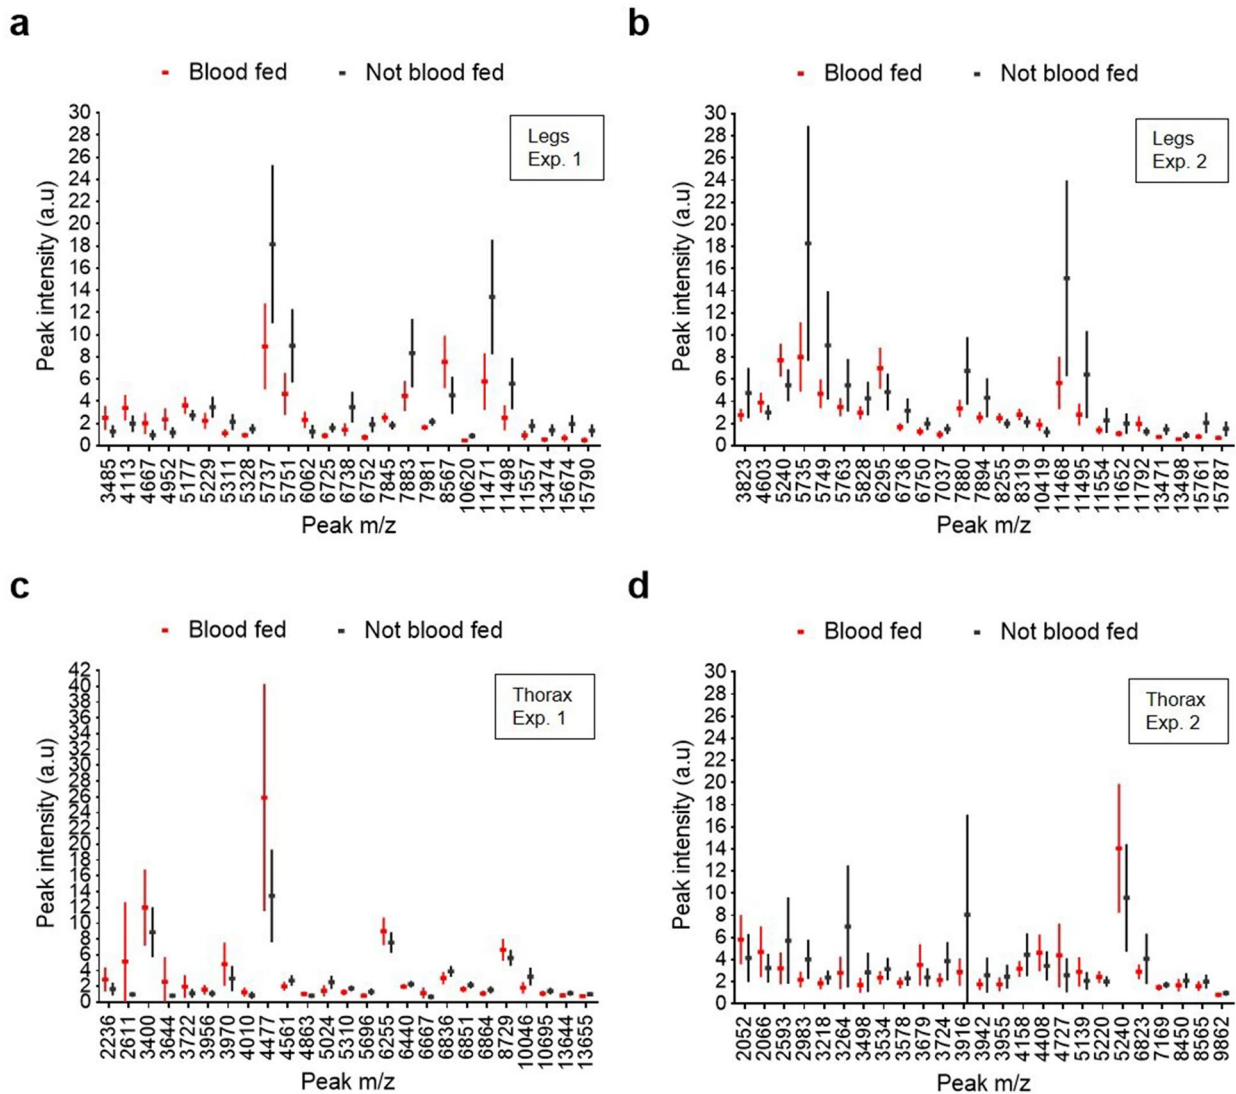 a
Blood fed Not blood fed
Legs
Exp. 1
Peak intensity (a.u)
30
28
26
24
22
20
18
16
14
12
10
8
6
4
2
0
3485 4113 4667 4952 5177 5229 5311 5328 5737 5751 6062 6725 6738 6752 7845 7883 7981 8567 10620 11471 11498 11557 13474 15674 15790
Peak m/z
b
Blood fed Not blood fed
Legs
Exp. 2
Peak intensity (a.u)
30
28
26
24
22
20
18
16
14
12
10
8
6
4
2
0
3823 4603 5240 5735 5749 5763 5828 6295 6736 6750 7037 7880 7894 8255 8319 10419 11468 11495 11554 11652 11792 13471 13498 15761 15787
Peak m/z
c
Blood fed Not blood fed
Thorax
Exp. 1
Peak intensity (a.u)
42
40
38
36
34
32
30
28
26
24
22
20
18
16
14
12
10
8
6
4
2
0
2236 2611 3400 3644 3722 3956 3970 4010 4477 4561 4863 5024 5310 5696 6255 6440 6667 6836 6851 6864 8729 10046 10695 13644 13655
Peak m/z
d
Blood fed Not blood fed
Thorax
Exp. 2
Peak intensity (a.u)
30
28
26
24
22
20
18
16
14
12
10
8
6
4
2
0
2052 2066 2593 2983 3218 3264 3498 3534 3578 3679 3724 3916 3942 3955 4158 4408 4727 5139 5220 5240 6823 7169 8450 8565 9862
Peak m/z